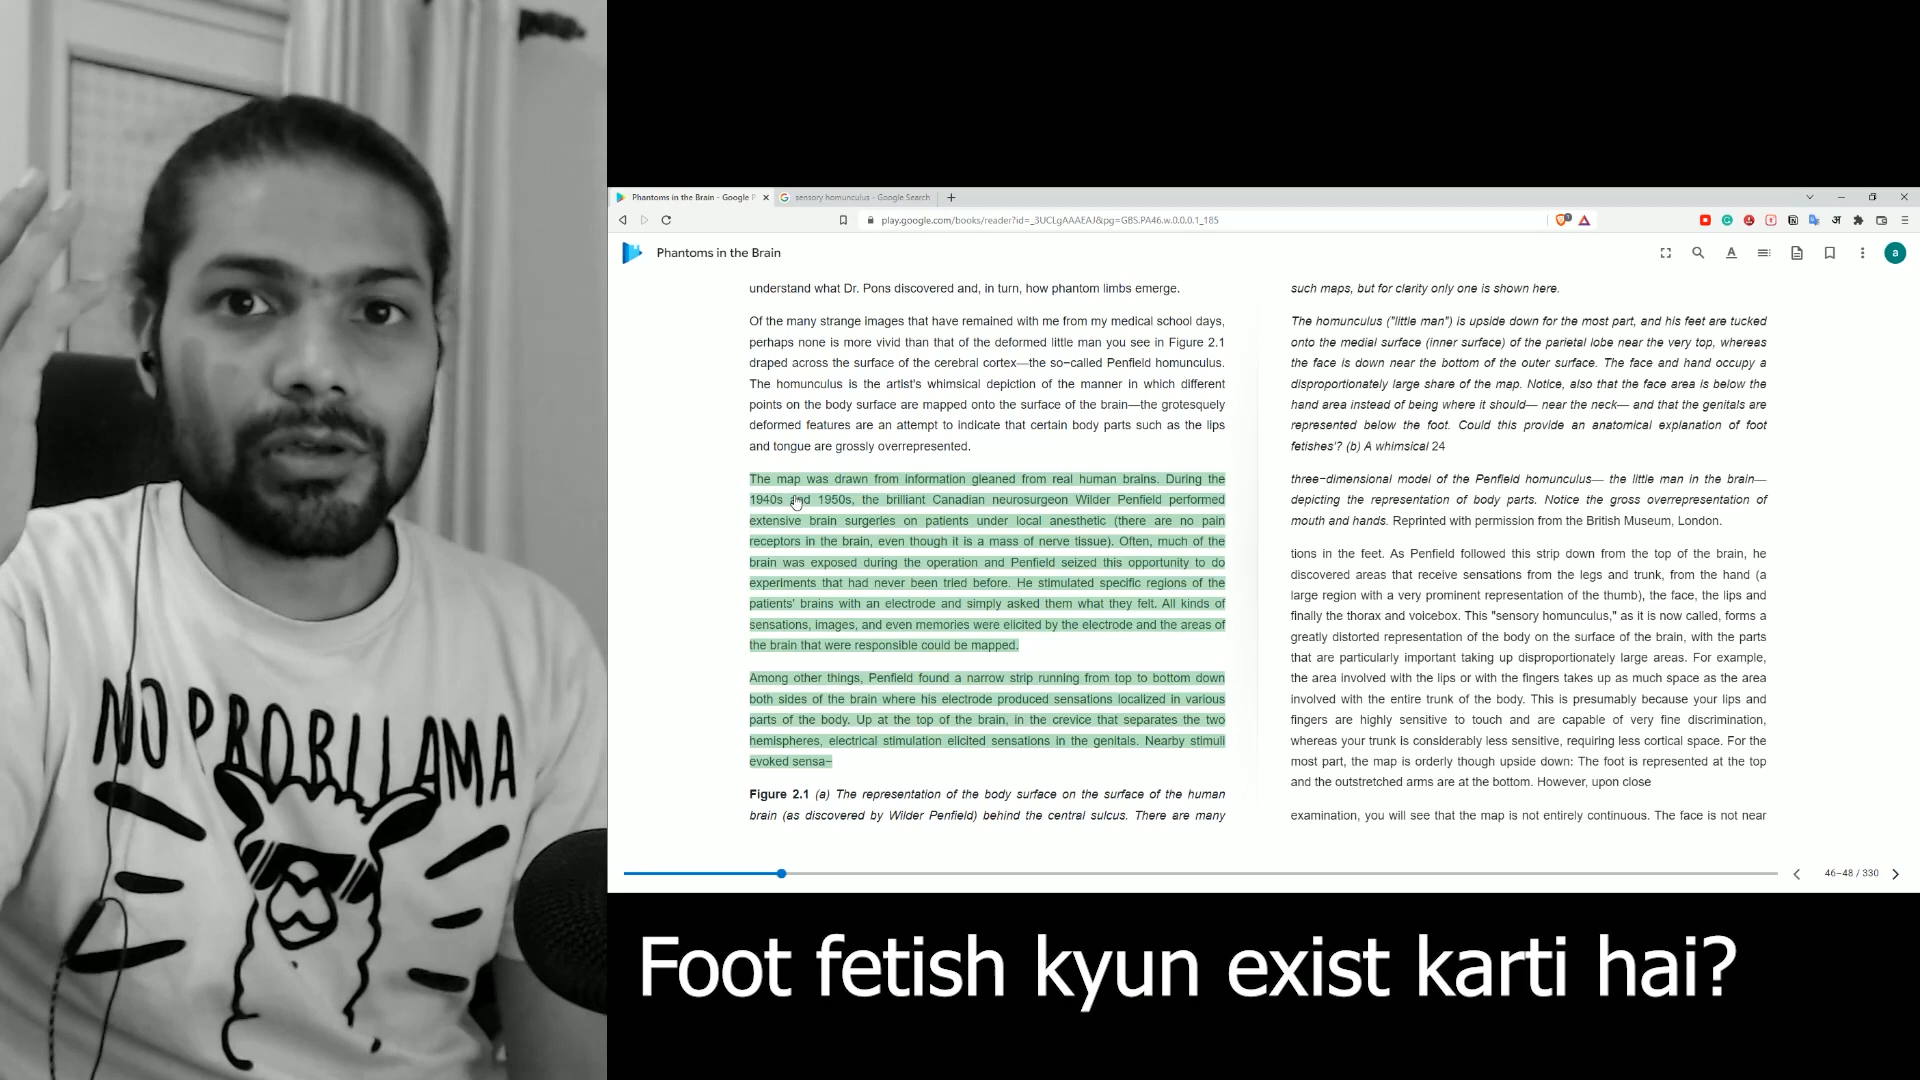 NO PROBLLAMA
Phantoms in the Brain - Google P
sensory homunculus - Google Search
play.google.com/books/reader?id=_3UCLgAAAEAJ&pg=GBS.PA46.w.0.0.0.1_185
Phantoms in the Brain
a
understand what Dr. Pons discovered and, in turn, how phantom limbs emerge.
Of the many strange images that have remained with me from my medical school days,
perhaps none is more vivid than that of the deformed little man you see in Figure 2.1
draped across the surface of the cerebral cortex—the so−called Penfield homunculus.
The homunculus is the artist's whimsical depiction of the manner in which different
points on the body surface are mapped onto the surface of the brain—the grotesquely
deformed features are an attempt to indicate that certain body parts such as the lips
and tongue are grossly overrepresented.
The map was drawn from information gleaned from real human brains. During the
1940s and 1950s, the brilliant Canadian neurosurgeon Wilder Penfield performed
extensive brain surgeries on patients under local anesthetic (there are no pain
receptors in the brain, even though it is a mass of nerve tissue). Often, much of the
brain was exposed during the operation and Penfield seized this opportunity to do
experiments that had never been tried before. He stimulated specific regions of the
patients' brains with an electrode and simply asked them what they felt. All kinds of
sensations, images, and even memories were elicited by the electrode and the areas of
the brain that were responsible could be mapped.
Among other things, Penfield found a narrow strip running from top to bottom down
both sides of the brain where his electrode produced sensations localized in various
parts of the body. Up at the top of the brain, in the crevice that separates the two
hemispheres, electrical stimulation elicited sensations in the genitals. Nearby stimuli
evoked sensa−
Figure 2.1 (a) The representation of the body surface on the surface of the human
brain (as discovered by Wilder Penfield) behind the central sulcus. There are many
such maps, but for clarity only one is shown here.
The homunculus ("little man") is upside down for the most part, and his feet are tucked
onto the medial surface (inner surface) of the parietal lobe near the very top, whereas
the face is down near the bottom of the outer surface. The face and hand occupy a
disproportionately large share of the map. Notice, also that the face area is below the
hand area instead of being where it should— near the neck— and that the genitals are
represented below the foot. Could this provide an anatomical explanation of foot
fetishes'? (b) A whimsical 24
three−dimensional model of the Penfield homunculus— the little man in the brain—
depicting the representation of body parts. Notice the gross overrepresentation of
mouth and hands. Reprinted with permission from the British Museum, London.
tions in the feet. As Penfield followed this strip down from the top of the brain, he
discovered areas that receive sensations from the legs and trunk, from the hand (a
large region with a very prominent representation of the thumb), the face, the lips and
finally the thorax and voicebox. This "sensory homunculus," as it is now called, forms a
greatly distorted representation of the body on the surface of the brain, with the parts
that are particularly important taking up disproportionately large areas. For example,
the area involved with the lips or with the fingers takes up as much space as the area
involved with the entire trunk of the body. This is presumably because your lips and
fingers are highly sensitive to touch and are capable of very fine discrimination,
whereas your trunk is considerably less sensitive, requiring less cortical space. For the
most part, the map is orderly though upside down: The foot is represented at the top
and the outstretched arms are at the bottom. However, upon close
examination, you will see that the map is not entirely continuous. The face is not near
46−48 / 330
Foot fetish kyun exist karti hai?